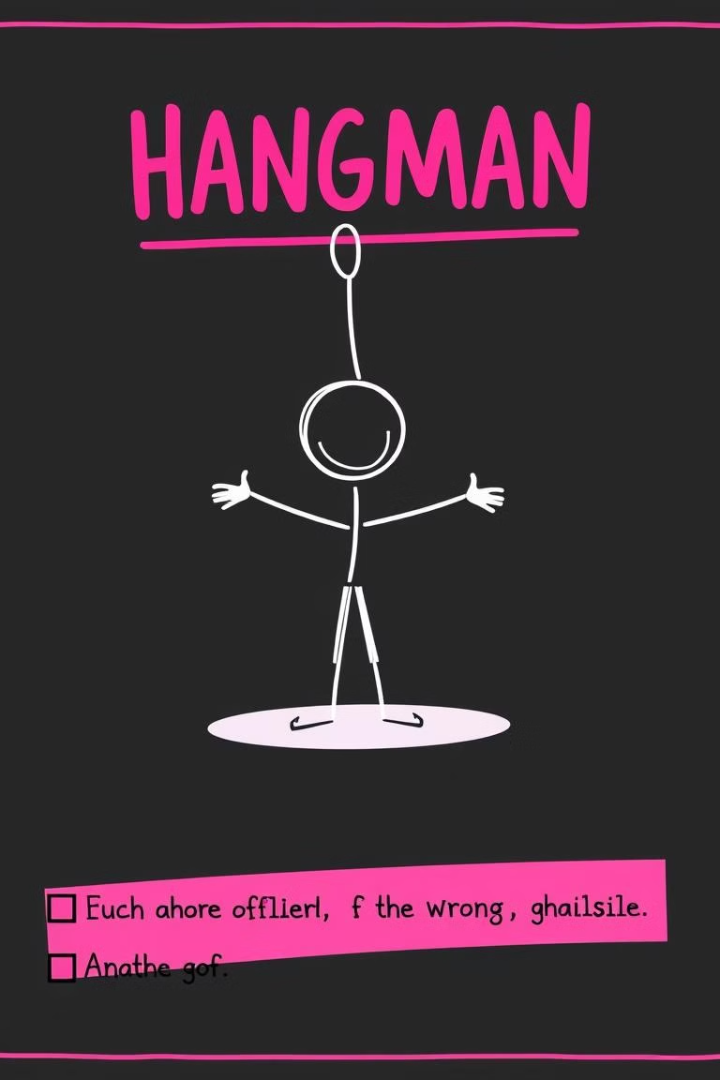 HANGMAN
Euch ahore offlierl, f the wrong, ghailsile.
Anathe gof.